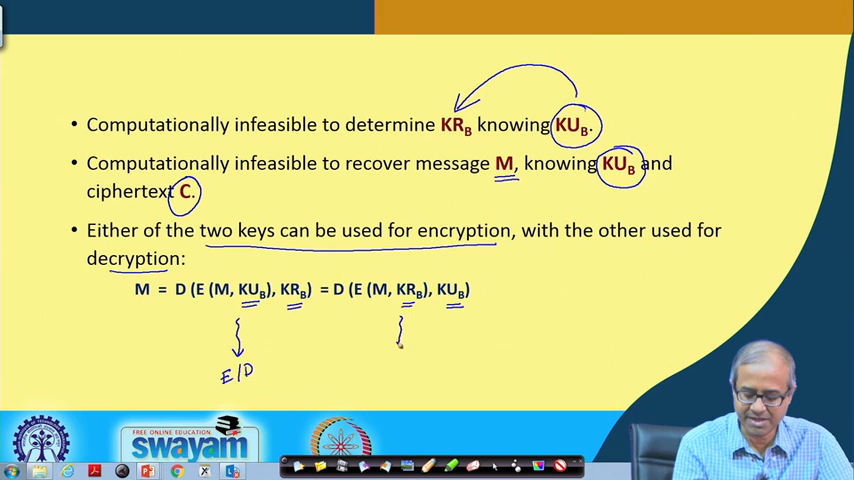 • Computationally infeasible to determine KRB knowing KUB.
• Computationally infeasible to recover message M, knowing KUB and
ciphertext C.
• Either of the two keys can be used for encryption, with the other used for
decryption:
M = D (E (M, KUB), KRB) = D (E (M, KRB), KUB)
E/D
FREE ONLINE EDUCATION
swayam